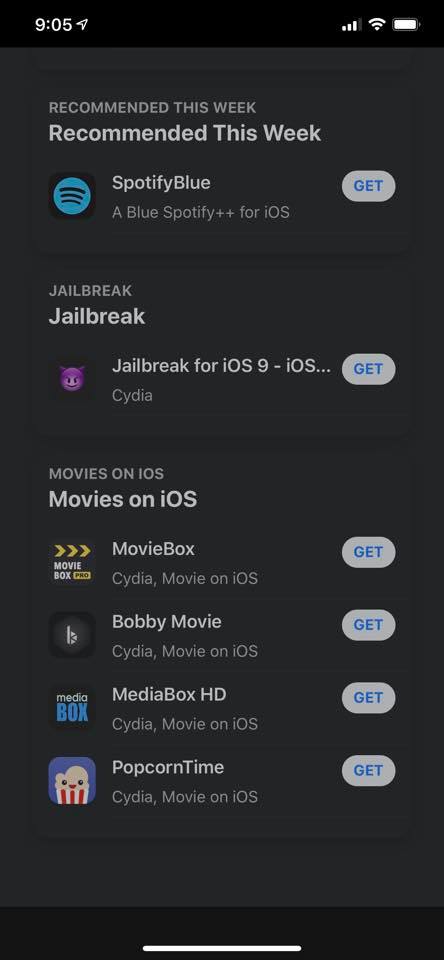 9:05
RECOMMENDED THIS WEEK
Recommended This Week
SpotifyBlue
GET
A Blue Spotify++ for iOS
JAILBREAK
Jailbreak
Jailbreak for iOS 9 - iOS...
GET
Cydia
MOVIES ON IOS
Movies on iOS
MOVIE
BOX PRO
MovieBox
GET
Cydia, Movie on iOS
Bobby Movie
GET
Cydia, Movie on iOS
media
BOX
MediaBox HD
GET
Cydia, Movie on iOS
PopcornTime
GET
Cydia, Movie on iOS